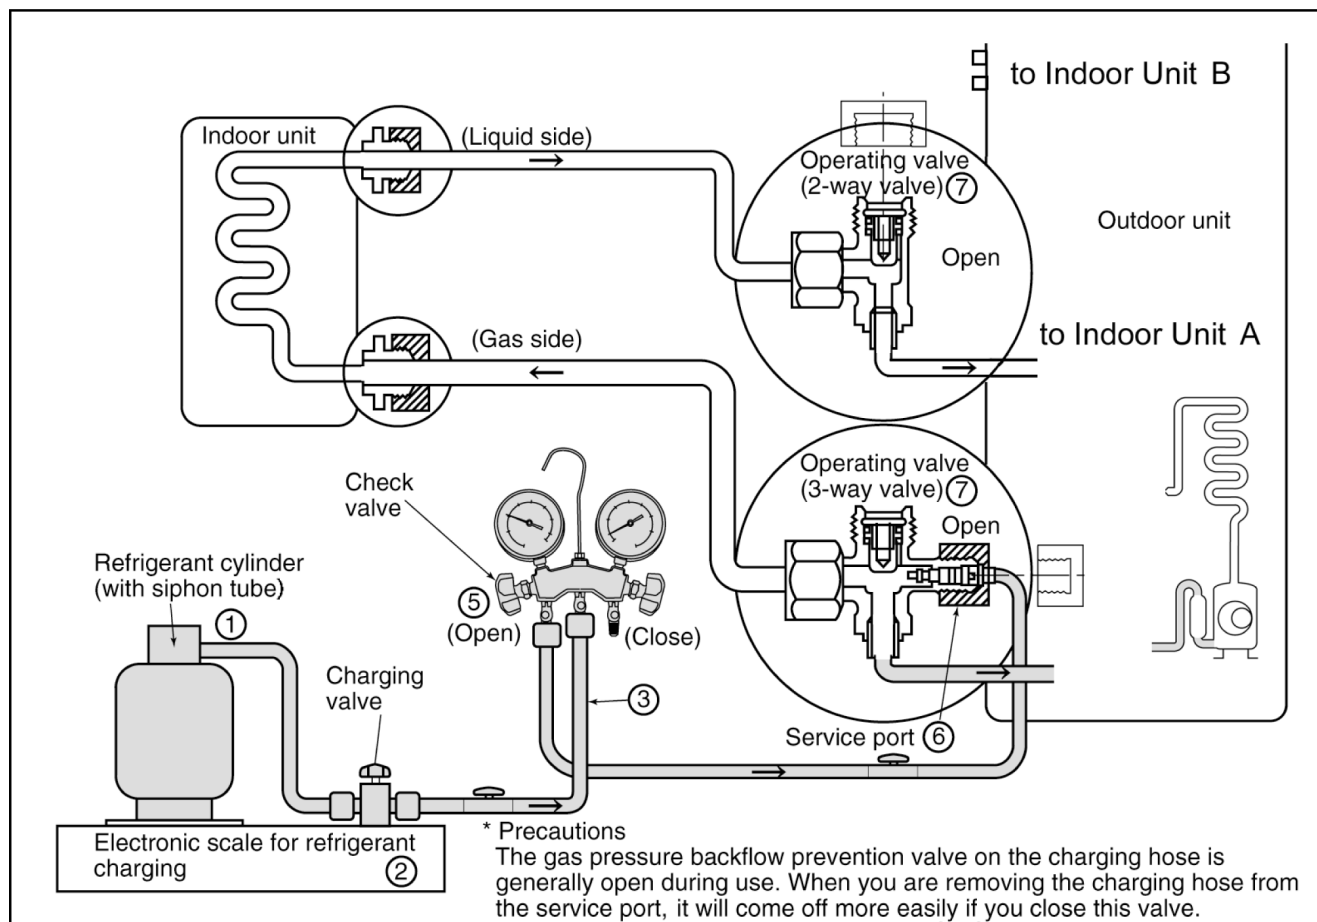 to Indoor Unit B
Indoor unit
(Liquid side)
Operating valve
(2-way valve) ⑦
Outdoor unit
Open
to Indoor Unit A
(Gas side)
Operating valve
(3-way valve) ⑦
Open
Check
valve
Refrigerant cylinder
(with siphon tube)
①
⑤
(Open)
(Close)
Charging
valve
③
Service port ⑥
Electronic scale for refrigerant
charging ②
* Precautions
The gas pressure backflow prevention valve on the charging hose is
generally open during use. When you are removing the charging hose from
the service port, it will come off more easily if you close this valve.